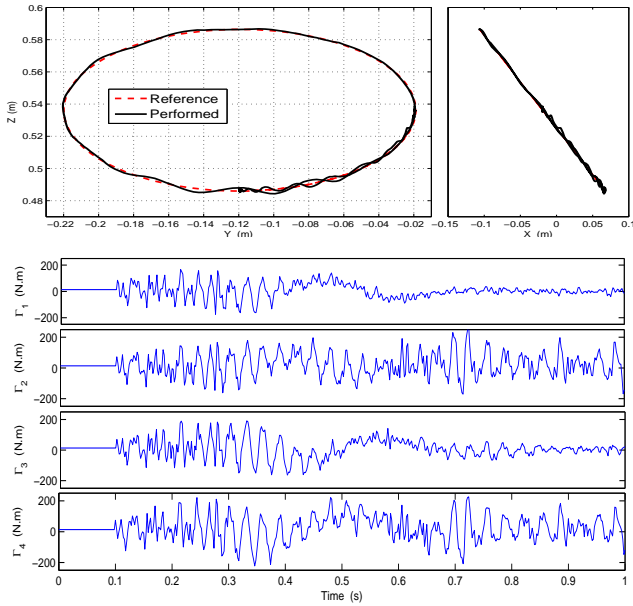 0.6
0.58
0.56
0.54
0.5
0.48
Z (m)
Reference
Performed
−0.22 −0.2 −0.18 −0.16 −0.14 −0.12 −0.1 −0.08 −0.06 −0.04 −0.02
Y (m)
−0.15 −0.1 −0.05 0 0.05 0.1
X (m)
200
0
−200
Γ1 (N.m)
200
0
−200
Γ2 (N.m)
200
0
−200
Γ3 (N.m)
200
0
−200
Γ4 (N.m)
0 0.1 0.2 0.3 0.4 0.5 0.6 0.7 0.8 0.9 1
Time (s)